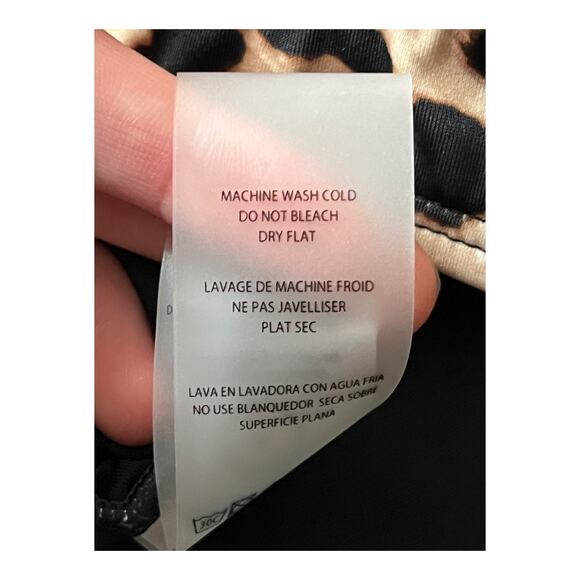 MACHINE WASH COLD
DO NOT BLEACH
DRY FLAT
LAVAGE DE MACHINE FROID
NE PAS JAVELLISER
PLAT SEC
LAVA EN LAVADORA CON AGUA FRIA
NO USE BLANQUEDOR SECA SOBRE
SUPERFICIE PLANA
30C